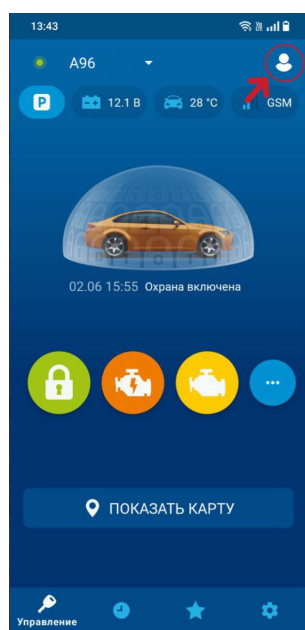 13:43
A96
P 12.1 В 28 °C GSM
02.06 15:55 Охрана включена
ПОКАЗАТЬ КАРТУ
Управление